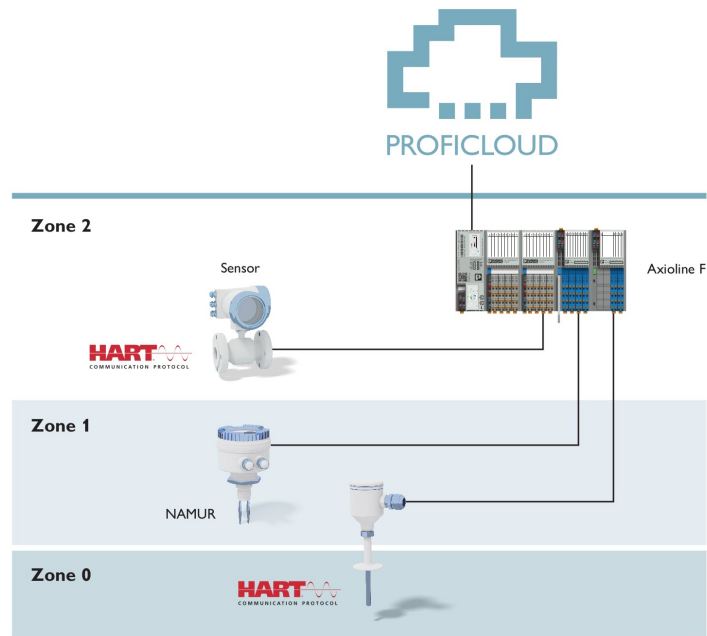 PROFICLOUD
Zone 2
Sensor
Axioline F
HART
COMMUNICATION PROTOCOL
Zone 1
NAMUR
Zone 0
HART
COMMUNICATION PROTOCOL